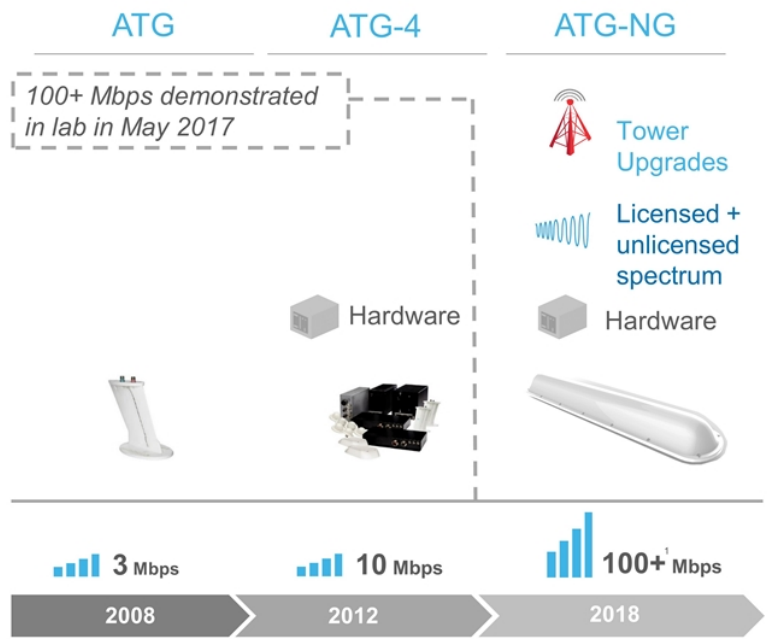 ATG
ATG-4
ATG-NG
100+ Mbps demonstrated
in lab in May 2017
Tower
Upgrades
Licensed +
unlicensed
spectrum
Hardware
Hardware
3 Mbps
10 Mbps
100+¹ Mbps
2008
2012
2018